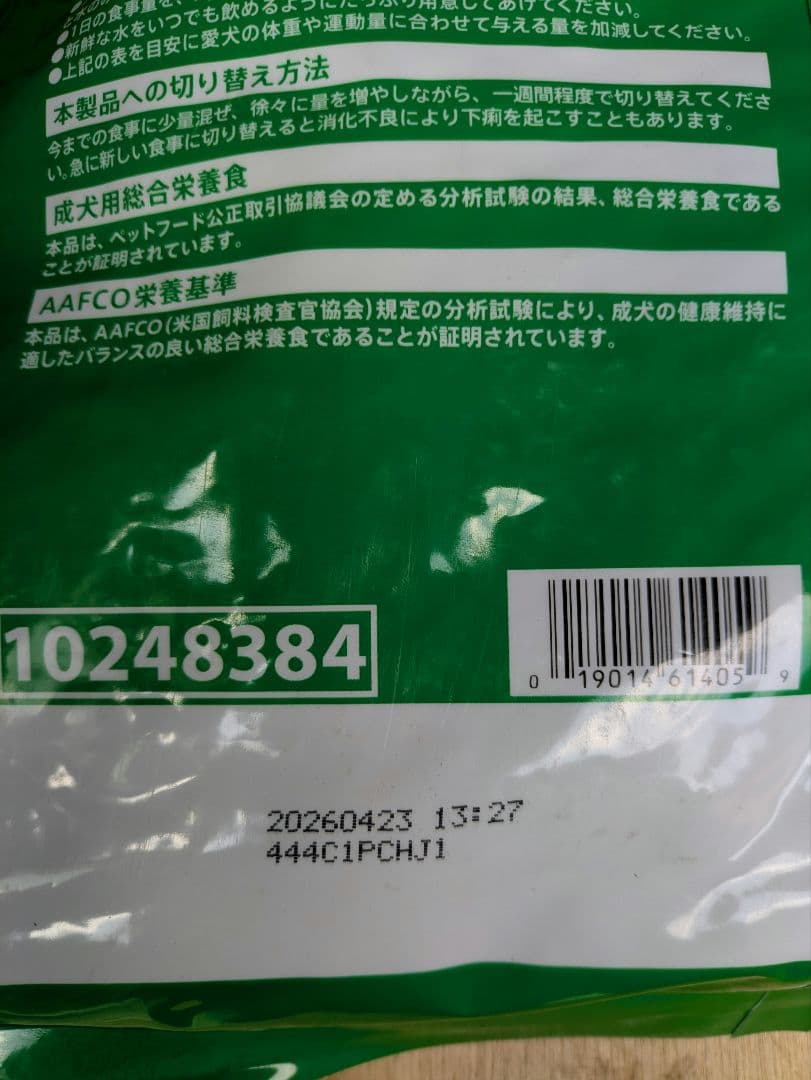 ●1日の食事量を、
●新鮮な水をいつでも飲めるようにたっぷり用意してあげてください。
●上記の表を目安に愛犬の体重や運動量に合わせて与える量を加減してください。
本製品への切り替え方法
今までの食事に少量混ぜ、徐々に量を増やしながら、一週間程度で切り替えてくださ
い。急に新しい食事に切り替えると消化不良により下痢を起こすこともあります。
成犬用総合栄養食
本品は、ペットフード公正取引協議会の定める分析試験の結果、総合栄養食である
ことが証明されています。
AAFCO栄養基準
本品は、AAFCO(米国飼料検査官協会)規定の分析試験により、成犬の健康維持に
適したバランスの良い総合栄養食であることが証明されています。
10248384
0 19014 61405 9
20260423 13:27
444C1PCHJ1